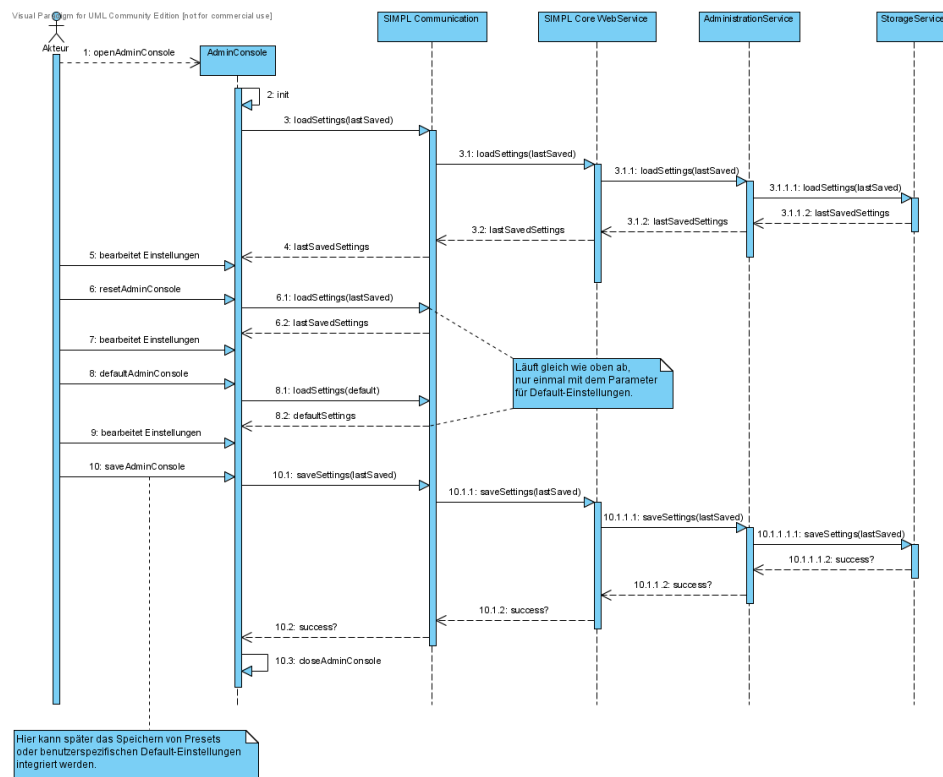 Visual Paradigm for UML Community Edition [not for commercial use]
Akteur
AdminConsole
SIMPL Communication
SIMPL Core WebService
AdministrationService
StorageService
1: openAdminConsole
2: init
3: loadSettings(lastSaved)
3.1: loadSettings(lastSaved)
3.1.1: loadSettings(lastSaved)
3.1.1.1: loadSettings(lastSaved)
3.1.1.2: lastSavedSettings
3.1.2: lastSavedSettings
3.2: lastSavedSettings
4: lastSavedSettings
5: bearbeitet Einstellungen
6: resetAdminConsole
6.1: loadSettings(lastSaved)
6.2: lastSavedSettings
7: bearbeitet Einstellungen
8: defaultAdminConsole
8.1: loadSettings(default)
8.2: defaultSettings
Läuft gleich wie oben ab,
nur einmal mit dem Parameter
für Default-Einstellungen.
9: bearbeitet Einstellungen
10: saveAdminConsole
10.1: saveSettings(lastSaved)
10.1.1: saveSettings(lastSaved)
10.1.1.1: saveSettings(lastSaved)
10.1.1.1.1: saveSettings(lastSaved)
10.1.1.1.2: success?
10.1.1.2: success?
10.1.2: success?
10.2: success?
10.3: closeAdminConsole
Hier kann später das Speichern von Presets
oder benutzerspezifischen Default-Einstellungen
integriert werden.